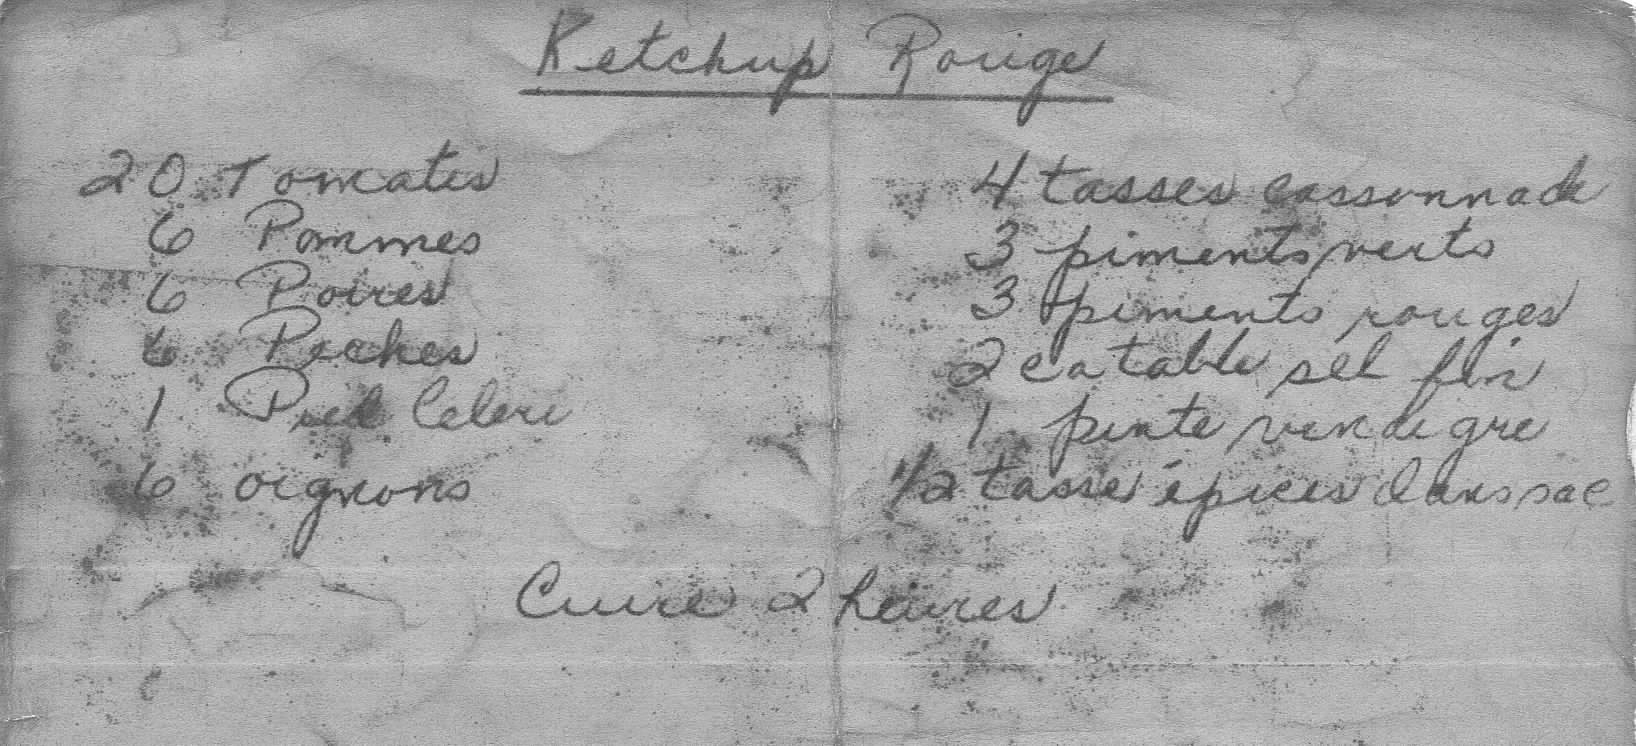 Ketchup Rouge
20 Tomates
6 Pommes
6 Poires
6 Peches
1 Pied Celeri
6 oignons
4 tasses cassonnade
3 piments verts
3 piments rouges
2 c a table sel fin
1 pinte vinaigre
1/2 tasse épices dans sac
Cuire 2 heures